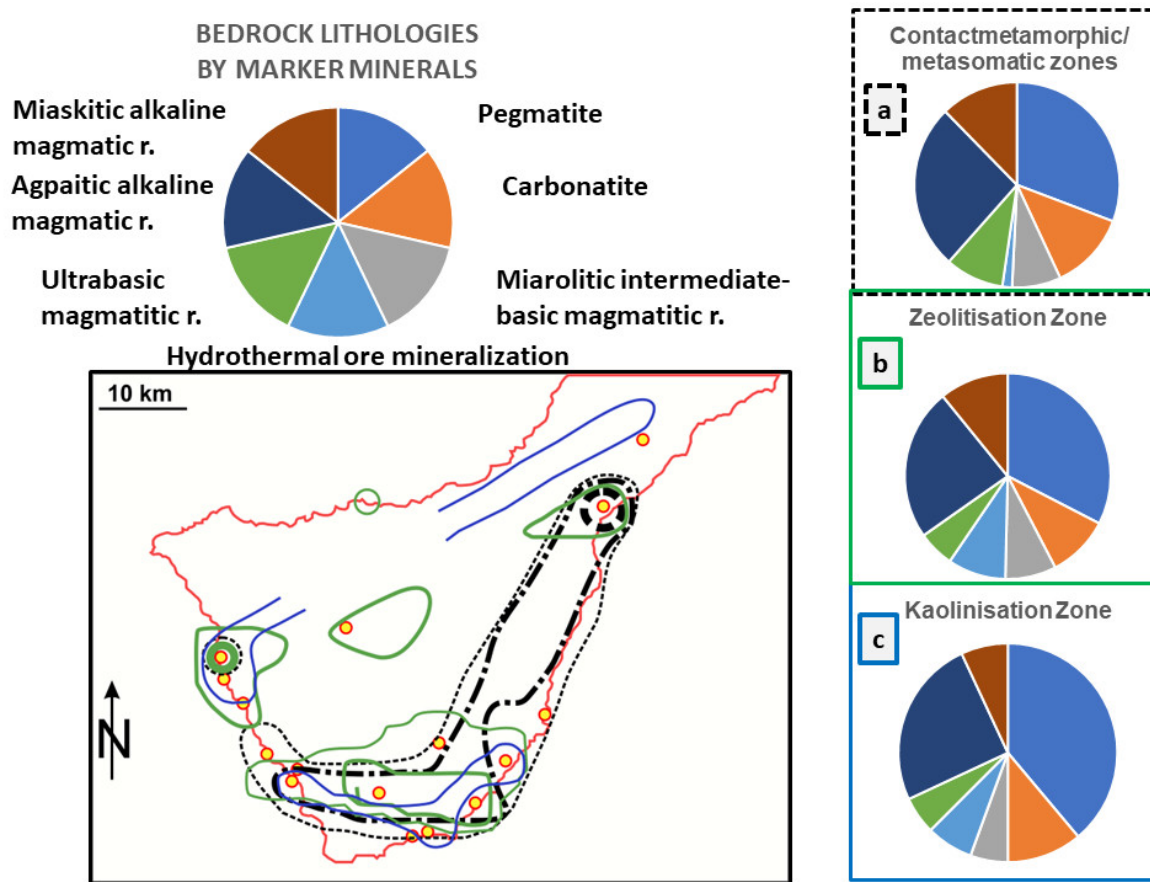 BEDROCK LITHOLOGIES
BY MARKER MINERALS
Miaskitic alkaline
magmatic r.
Pegmatite
Agpaitic alkaline
magmatic r.
Carbonatite
Ultrabasic
magmatitic r.
Miarolitic intermediate-
basic magmatitic r.
Hydrothermal ore mineralization
10 km
N
Contactmetamorphic/
metasomatic zones
a
Zeolitisation Zone
b
Kaolinisation Zone
c